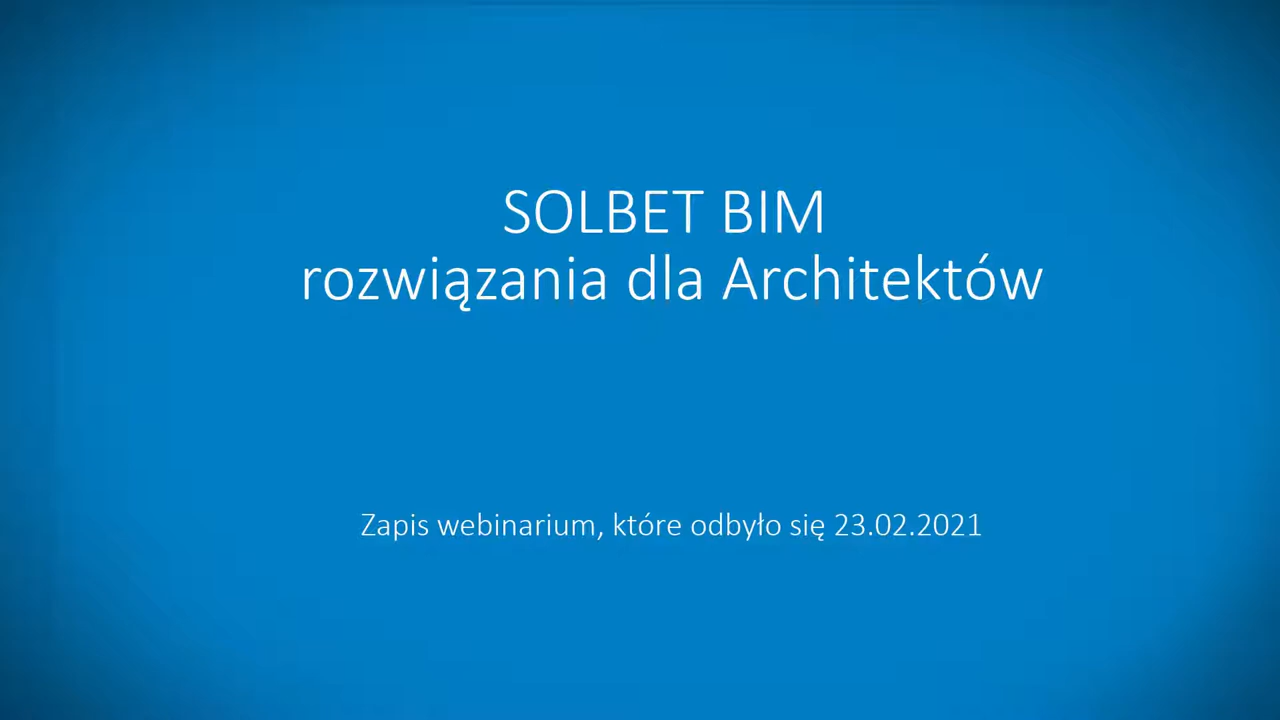 SOLBET BIM
rozwiązania dla Architektów
Zapis webinarium, które odbyło się 23.02.2021